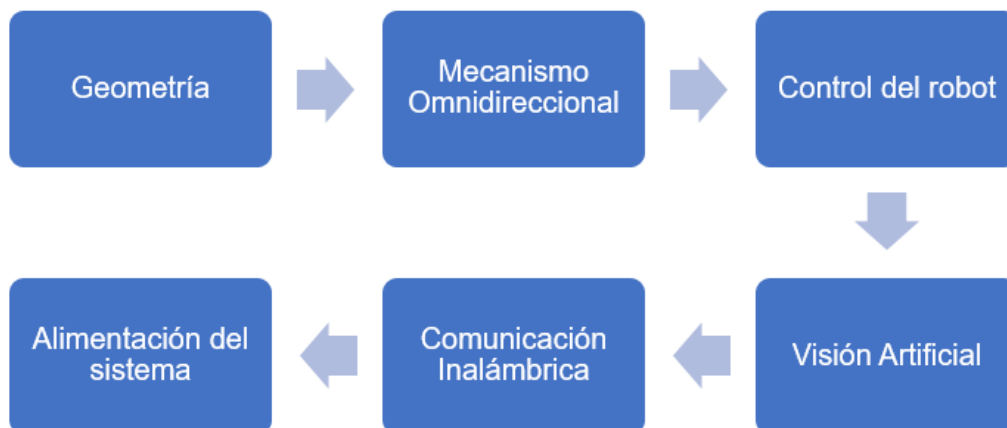 Geometría
Mecanismo
Omnidireccional
Control del robot
Visión Artificial
Comunicación
Inalámbrica
Alimentación del
sistema